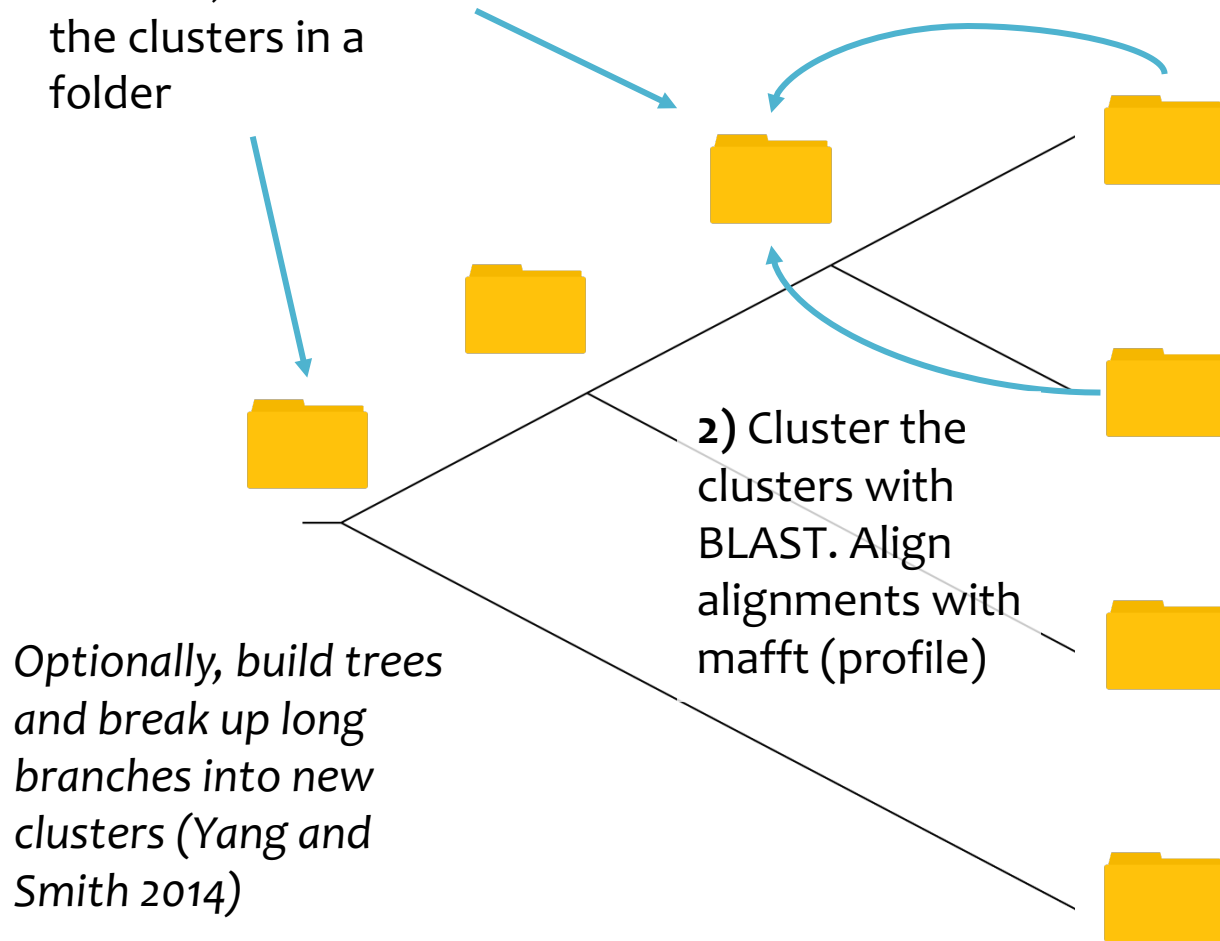 the clusters in a
folder
2) Cluster the
clusters with
BLAST. Align
alignments with
mafft (profile)
Optionally, build trees
and break up long
branches into new
clusters (Yang and
Smith 2014)